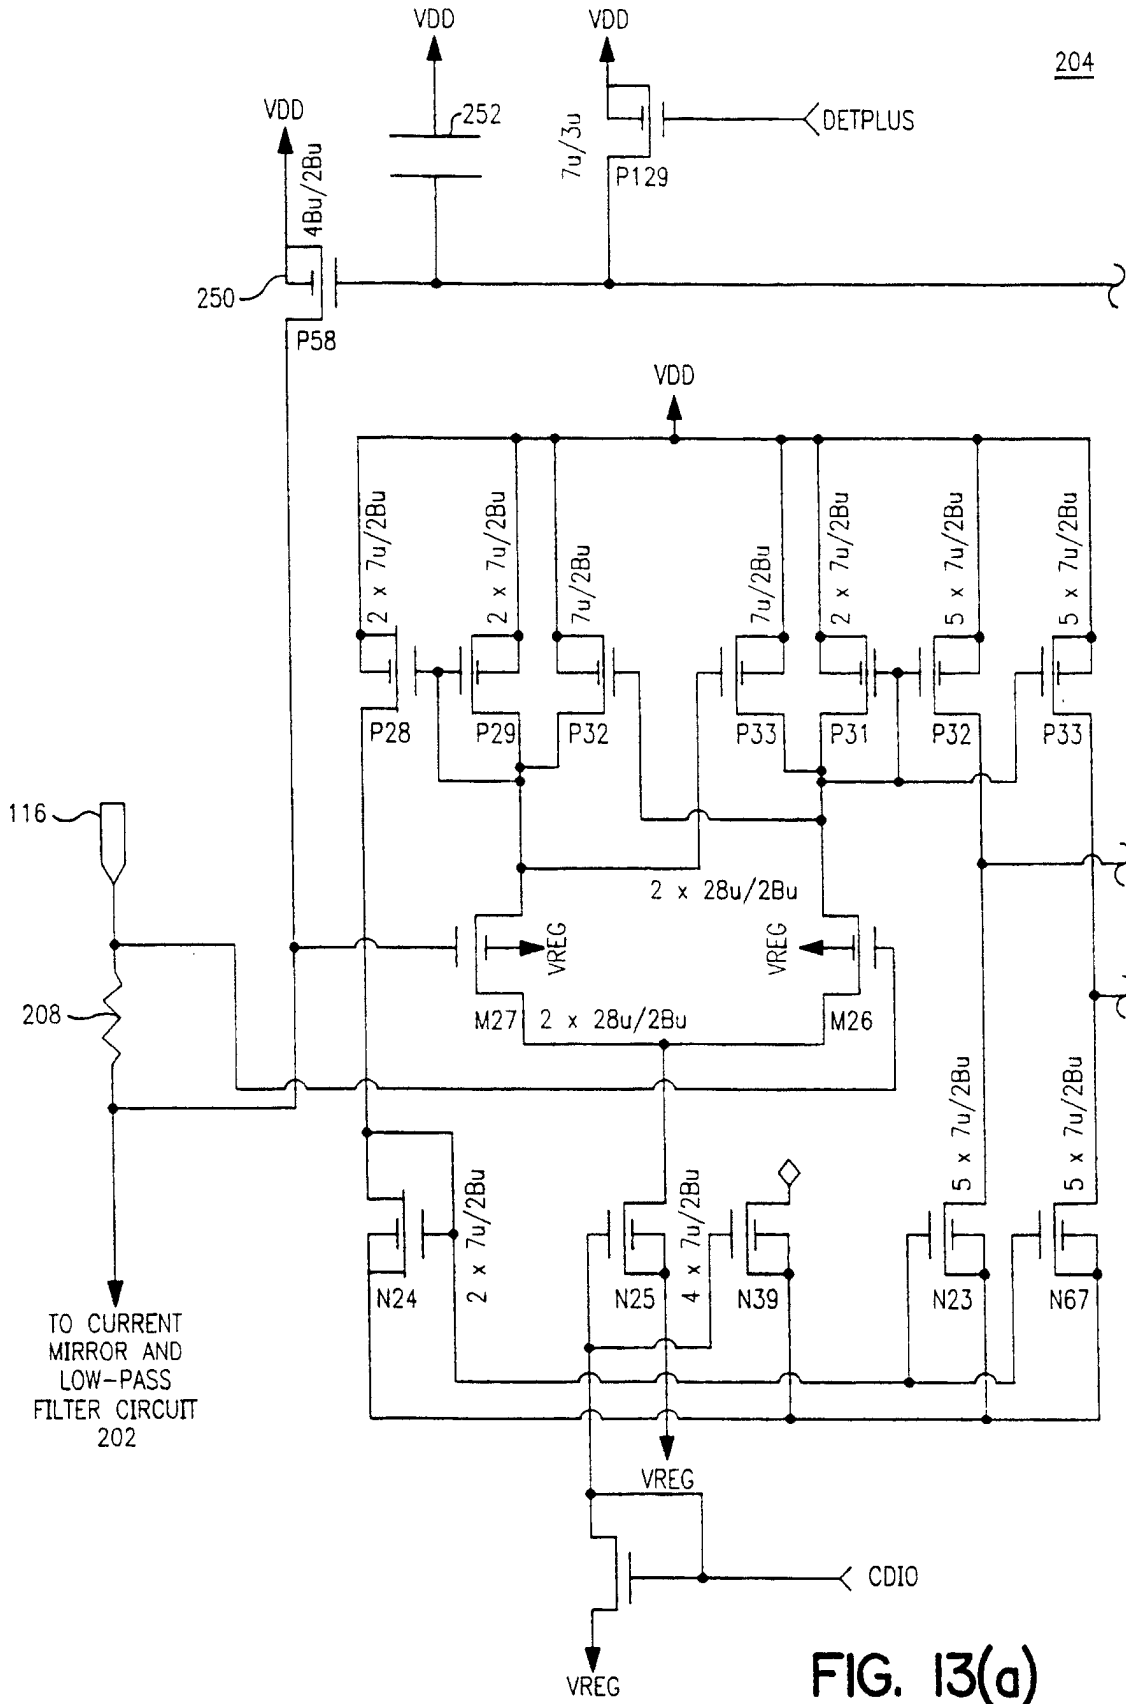 VDD
VDD
204
VDD
252
DETPLUS
7u/3u
P129
4Bu/2Bu
250
P58
VDD
2 x 7u/2Bu
2 x 7u/2Bu
7u/2Bu
7u/2Bu
2 x 7u/2Bu
5 x 7u/2Bu
5 x 7u/2Bu
P28
P29
P32
P33
P31
P32
P33
116
2 x 28u/2Bu
VREG
VREG
208
M27
2 x 28u/2Bu
M26
5 x 7u/2Bu
5 x 7u/2Bu
2 x 7u/2Bu
4 x 7u/2Bu
N24
N25
N39
N23
N67
TO CURRENT
MIRROR AND
LOW-PASS
FILTER CIRCUIT
202
VREG
CDIO
VREG
FIG. 13(a)